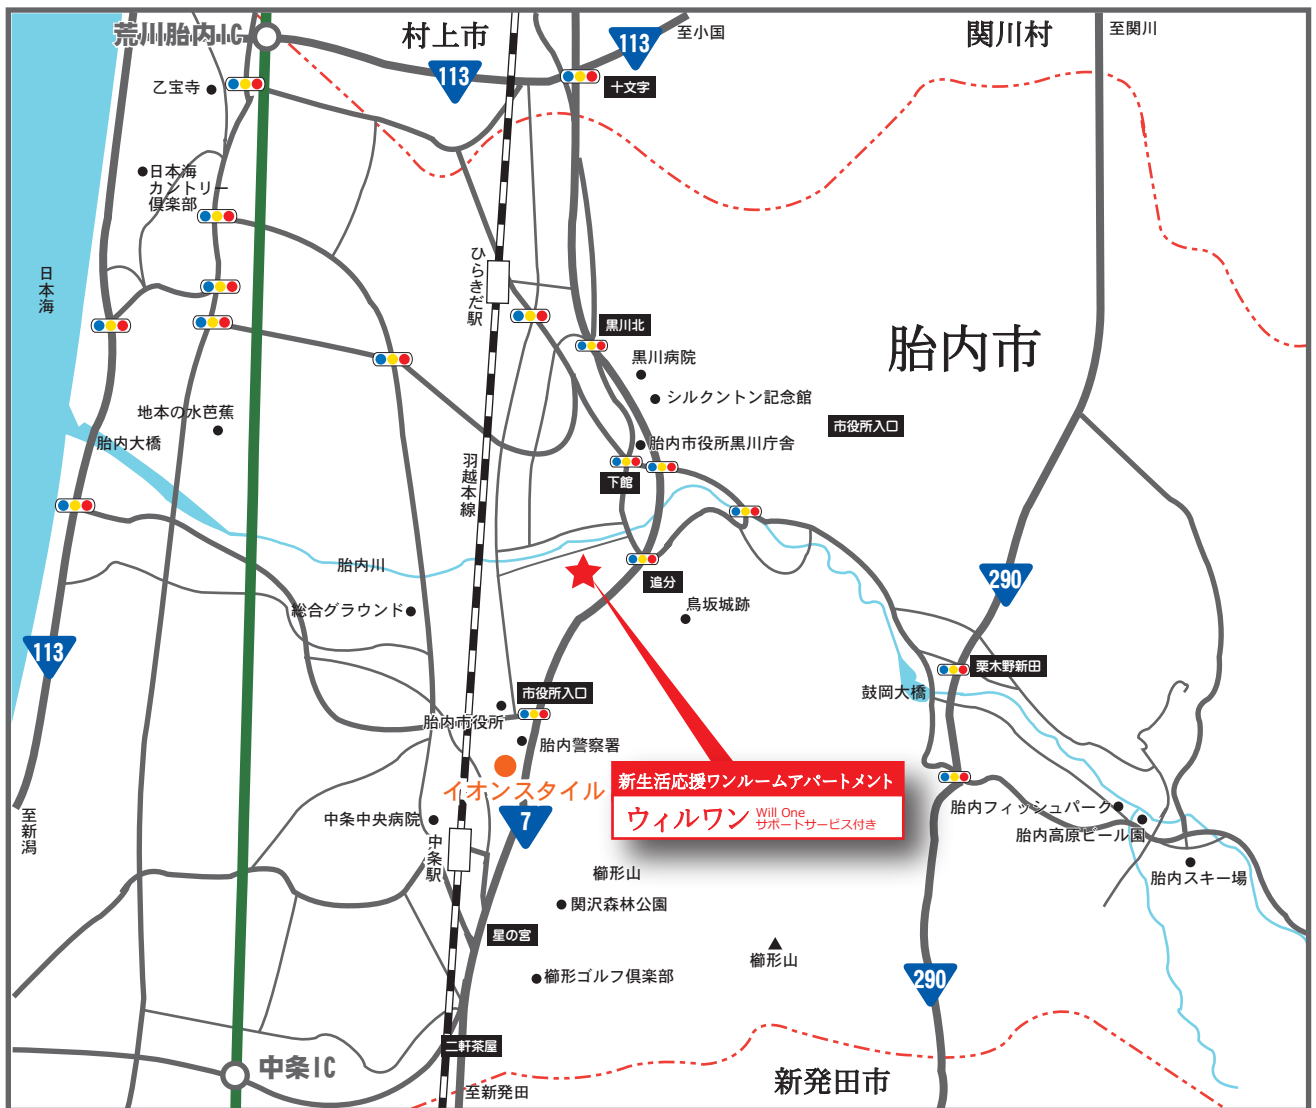 荒川胎内IC
村上市
113
113
至小国
関川村
至関川
十文字
乙宝寺
日本海
カントリー
倶楽部
日本海
ひらきだ駅
黒川北
黒川病院
シルクントン記念館
胎内市
市役所入口
地本の水芭蕉
胎内大橋
胎内市役所黒川庁舎
羽越本線
下館
胎内川
追分
290
総合グラウンド
鳥坂城跡
113
栗木野新田
鼓岡大橋
市役所入口
胎内市役所
胎内警察署
イオンスタイル
新生活応援ワンルームアパートメント
ウィルワン
Will One
サポートサービス付き
7
至新潟
中条中央病院
中条駅
胎内フィッシュパーク
胎内高原ビール園
胎内スキー場
櫛形山
関沢森林公園
星の宮
櫛形山
櫛形ゴルフ倶楽部
290
二軒茶屋
中条IC
至新発田
新発田市